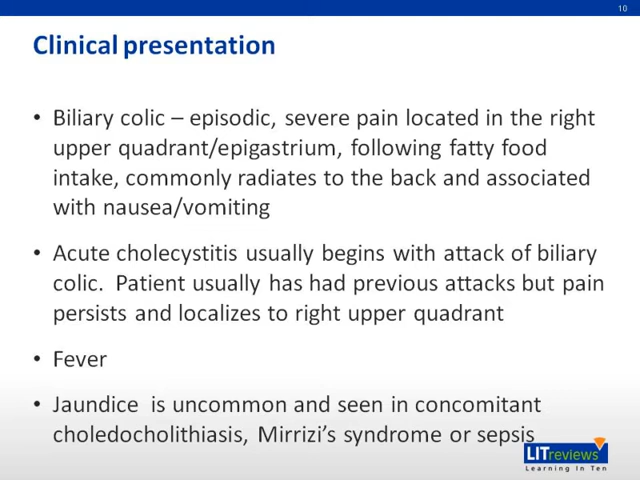 10
Clinical presentation
• Biliary colic – episodic, severe pain located in the right
upper quadrant/epigastrium, following fatty food
intake, commonly radiates to the back and associated
with nausea/vomiting
• Acute cholecystitis usually begins with attack of biliary
colic. Patient usually has had previous attacks but pain
persists and localizes to right upper quadrant
• Fever
• Jaundice is uncommon and seen in concomitant
choledocholithiasis, Mirrizi’s syndrome or sepsis
LITreviews
Learning In Ten